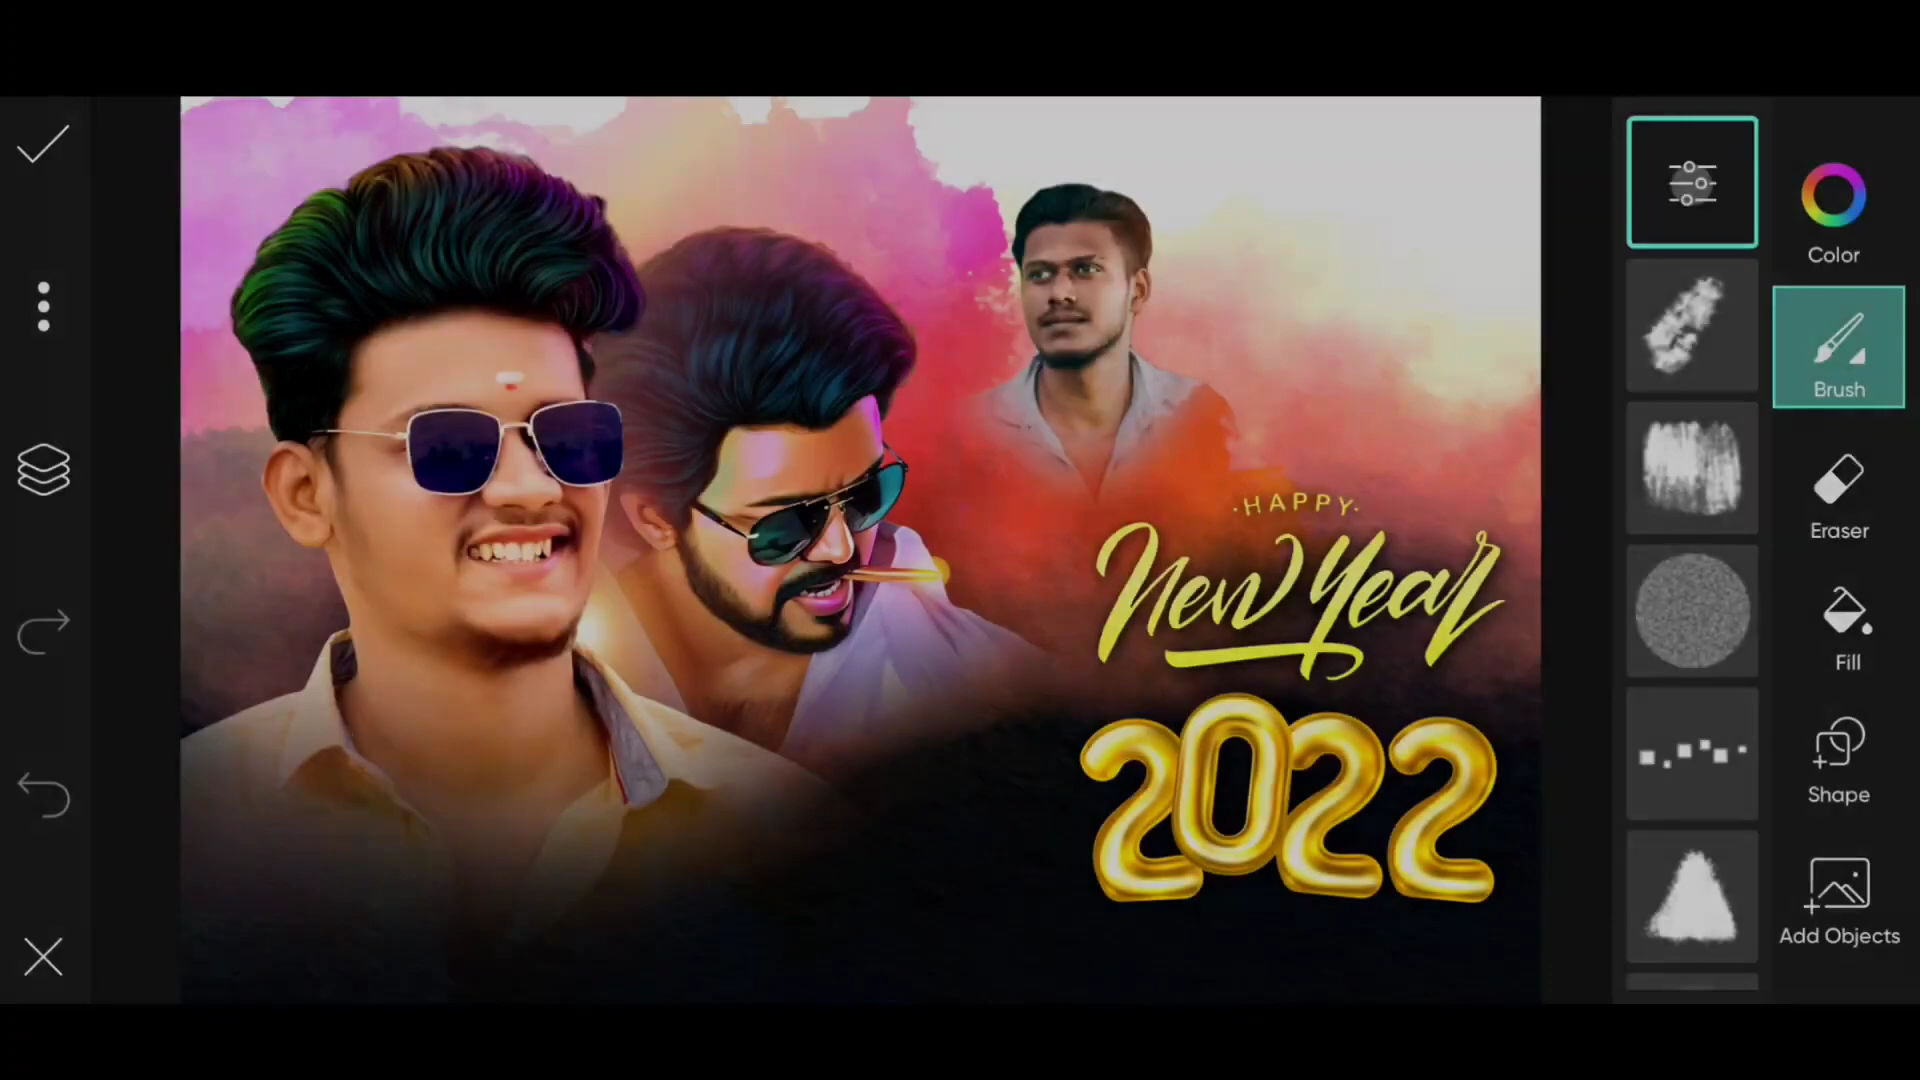 ·HAPPY·
New Year
2022
Color
Brush
Eraser
Fill
Shape
Add Objects